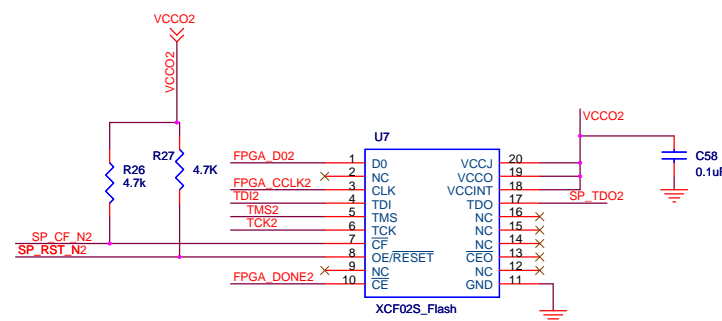 VCCO2
VCCO2
VCCO2
U7
R26
4.7k
R27
4.7K
C58
0.1uF
FPGA_D02 1 D0 VCCJ 20
2 NC VCCO 19
FPGA_CCLK2 3 CLK VCCINT 18
TDI2 4 TDI TDO 17 SP_TDO2
TMS2 5 TMS NC 16
TCK2 6 TCK NC 15
SP_CF_N2 7 CF NC 14
SP_RST_N2 8 OE/RESET CEO 13
9 NC NC 12
FPGA_DONE2 10 CE GND 11
XCF02S_Flash